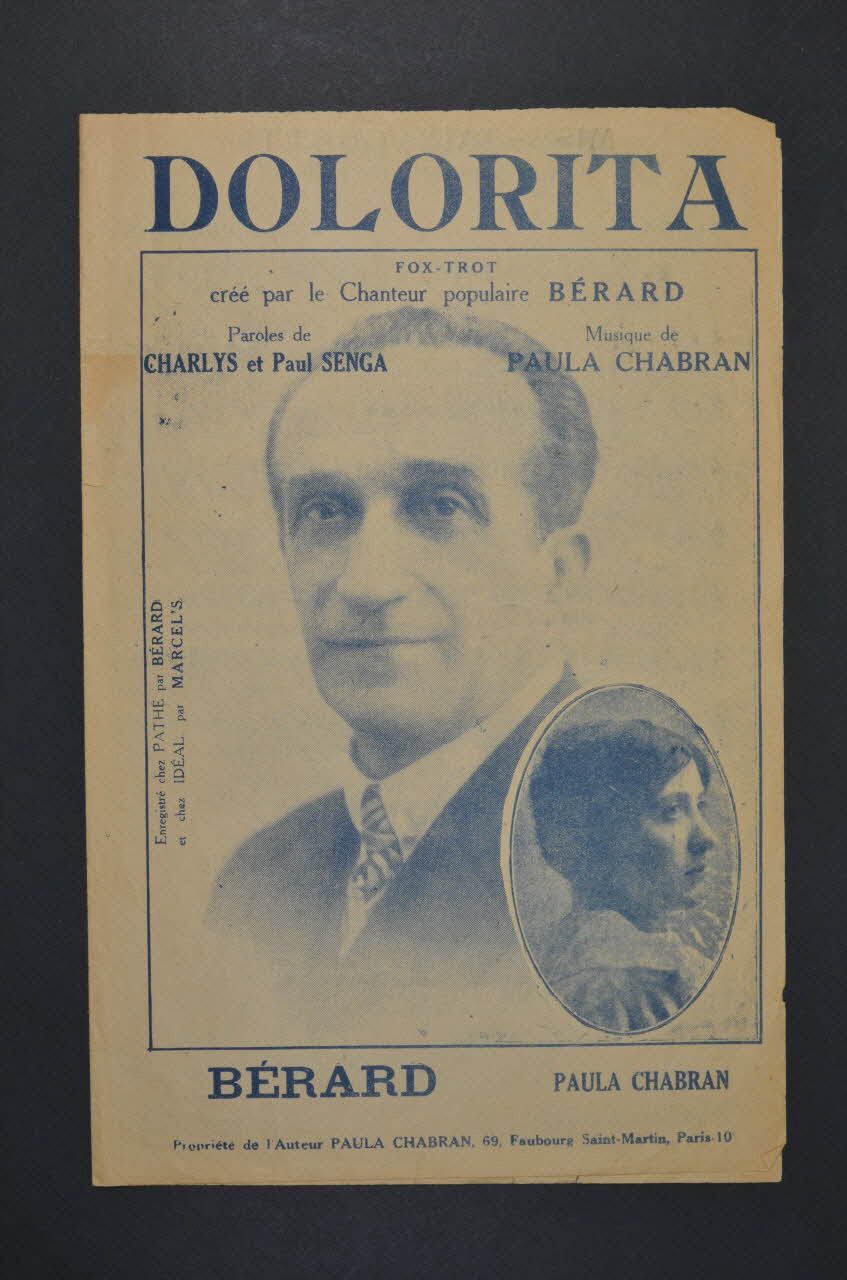 DOLORITA
FOX-TROT
créé par le Chanteur populaire BÉRARD
Paroles de
CHARLYS et Paul SENGA
Musique de
PAULA CHABRAN
Enregistré chez PATHÉ par BÉRARD
et chez IDÉAL par MARCEL'S
BÉRARD
PAULA CHABRAN
Propriété de l'Auteur PAULA CHABRAN, 69, Faubourg Saint-Martin, Paris-10ᵉ